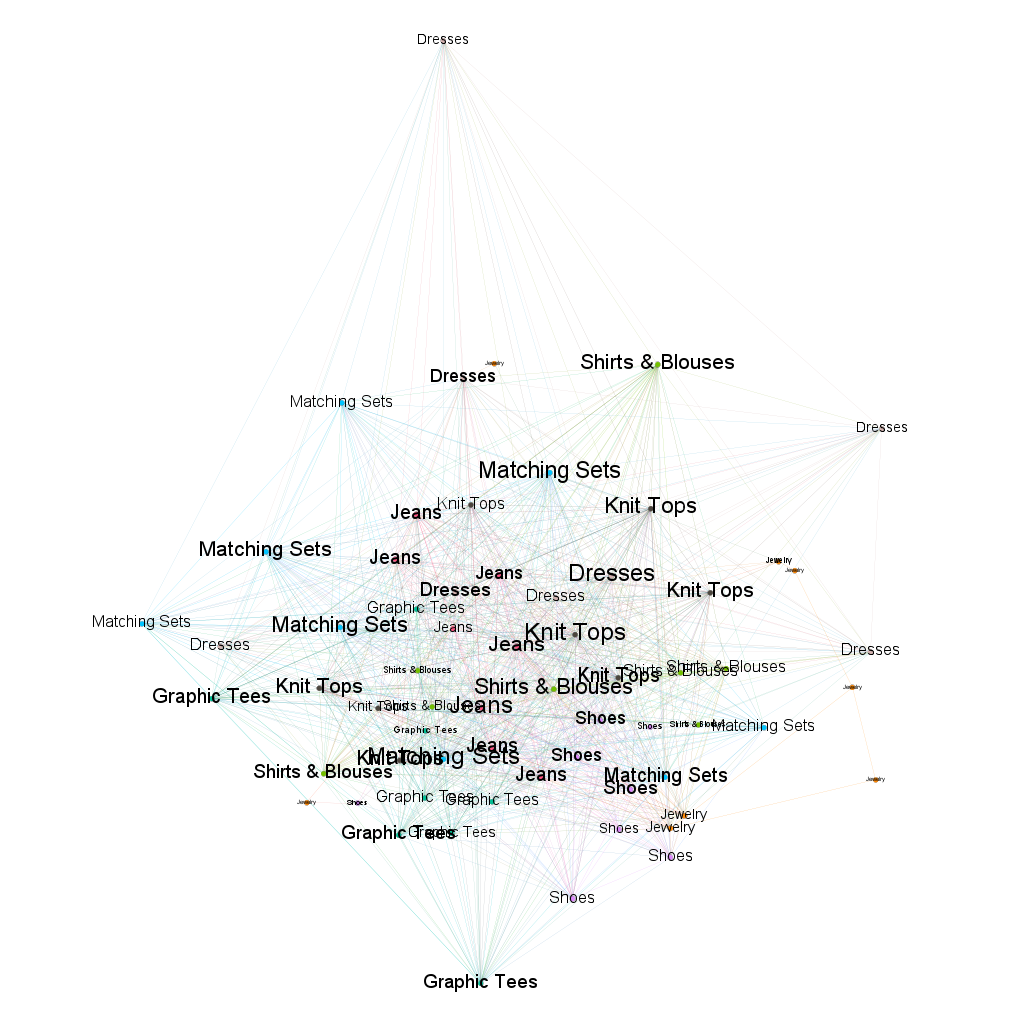 Dresses
Shirts & Blouses
Jewelry
Dresses
Matching Sets
Dresses
Matching Sets
Knit Tops
Knit Tops
Jeans
Matching Sets
Jeans
Jewelry
Jewelry
Jeans
Dresses
Dresses
Knit Tops
Dresses
Graphic Tees
Matching Sets
Matching Sets
Jeans
Knit Tops
Dresses
Jeans
Dresses
Shirts & Blouses
Shirts & Blouses
Shirts & Blouses
Knit Tops
Knit Tops
Shirts & Blouses
Jewelry
Graphic Tees
Knit Tops
Shirts & Blouses
Jeans
Shoes
Shoes
Shirts & Blouses
Matching Sets
Graphic Tees
Jeans
Shoes
Knit Tops
Matching Sets
Shirts & Blouses
Jeans
Matching Sets
Jewelry
Shoes
Graphic Tees
Graphic Tees
Jewelry
Shoes
Jewelry
Jewelry
Shoes
Graphic Tees
Graphic Tees
Shoes
Shoes
Graphic Tees